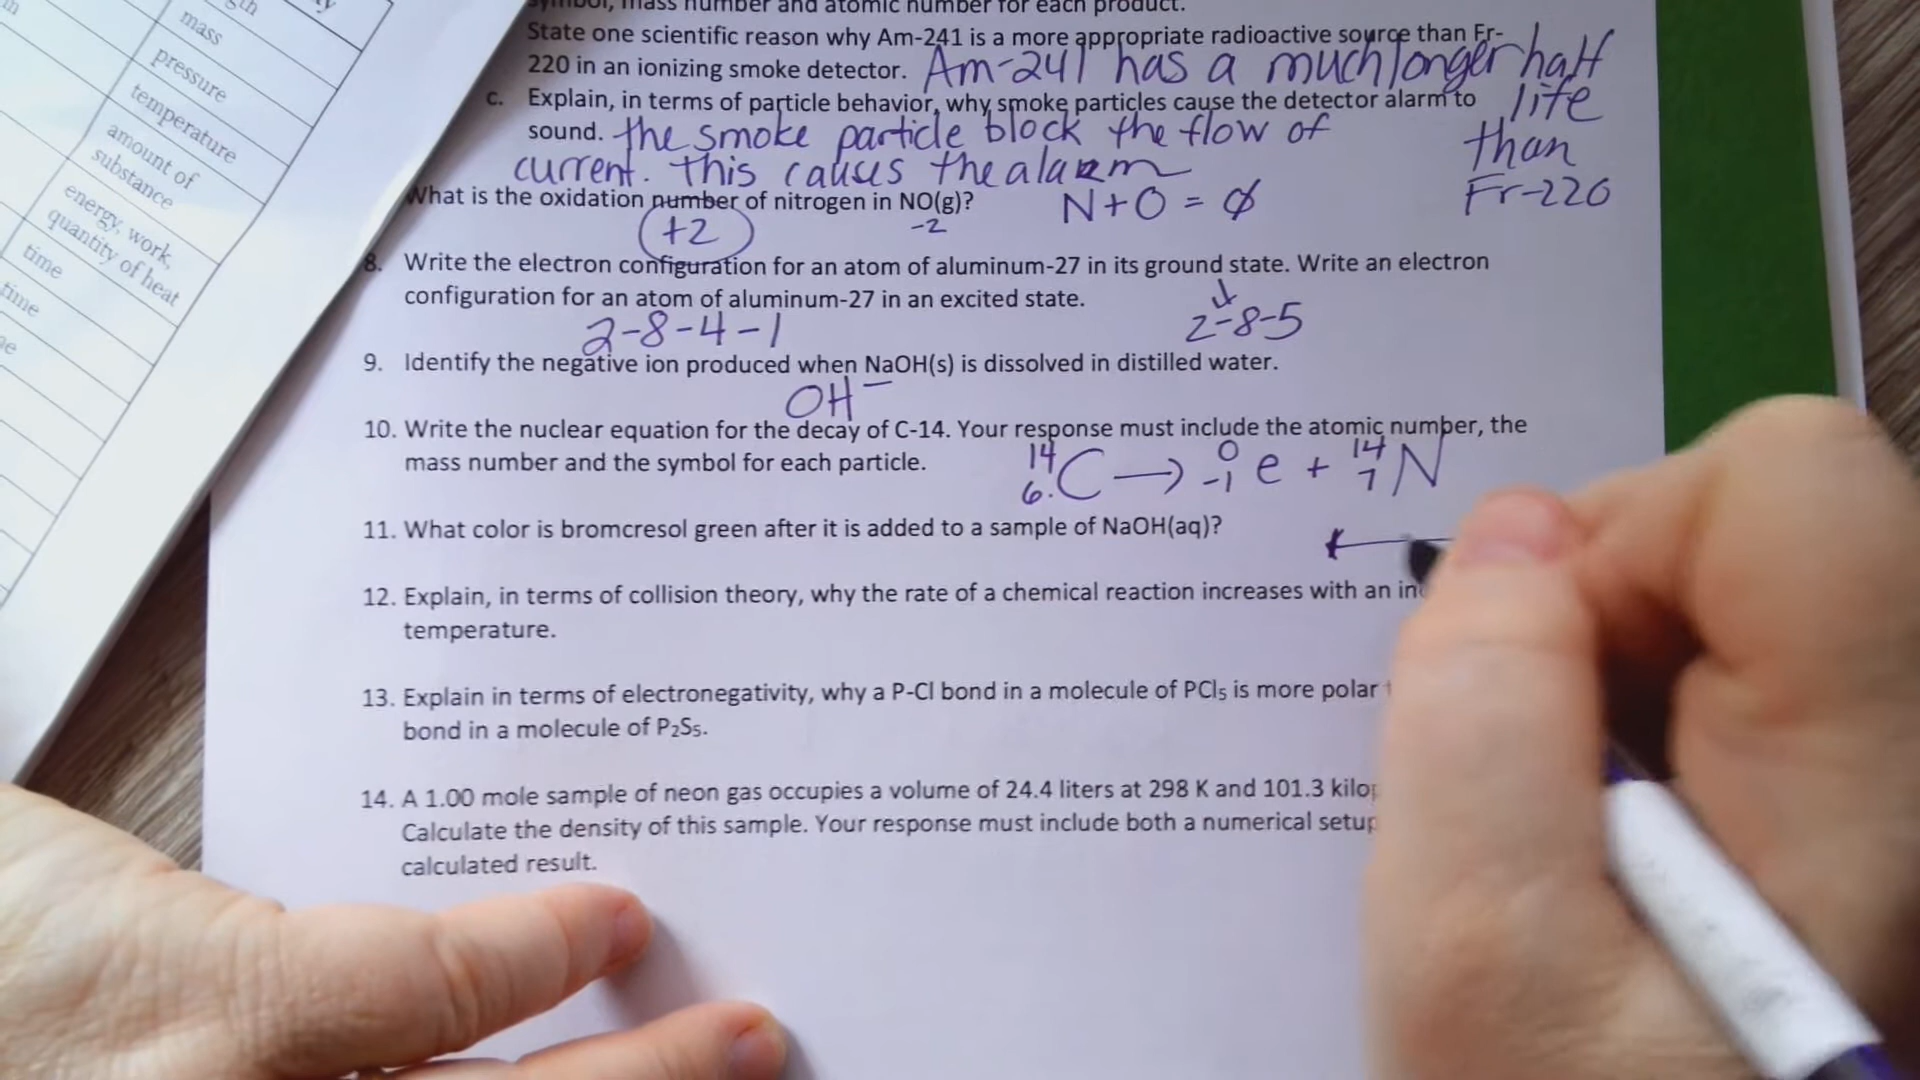 mass
pressure
temperature
amount of
substance
energy, work,
quantity of heat
time
time
symbol, mass number and atomic number for each product.
State one scientific reason why Am-241 is a more appropriate radioactive source than Fr-
220 in an ionizing smoke detector. Am-241 has a much longer half
life
than
Fr-220
c. Explain, in terms of particle behavior, why smoke particles cause the detector alarm to
sound. the smoke particle block the flow of
current. this causes the alarm
What is the oxidation number of nitrogen in NO(g)? N+O = 0
+2 -2
8. Write the electron configuration for an atom of aluminum-27 in its ground state. Write an electron
configuration for an atom of aluminum-27 in an excited state.
2-8-4-1 2-8-5
9. Identify the negative ion produced when NaOH(s) is dissolved in distilled water.
OH⁻
10. Write the nuclear equation for the decay of C-14. Your response must include the atomic number, the
mass number and the symbol for each particle. ¹⁴₆C → ⁰₋₁e + ¹⁴₇N
11. What color is bromcresol green after it is added to a sample of NaOH(aq)?
12. Explain, in terms of collision theory, why the rate of a chemical reaction increases with an
temperature.
13. Explain in terms of electronegativity, why a P-Cl bond in a molecule of PCl₅ is more polar
bond in a molecule of P₂S₅.
14. A 1.00 mole sample of neon gas occupies a volume of 24.4 liters at 298 K and 101.3
Calculate the density of this sample. Your response must include both a numerical setup
calculated result.